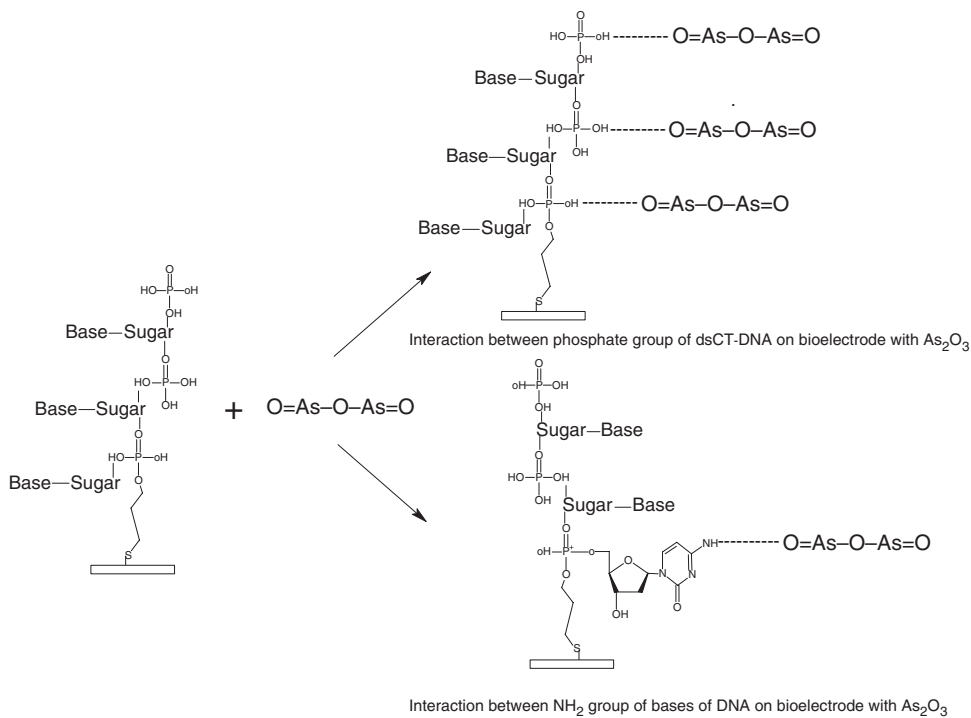 O
HO–P–oH O=As–O–As=O
OH
Base–Sugar
O
HO–P–OH O=As–O–As=O
OH
Base–Sugar
O
HO–P–oH O=As–O–As=O
Base–Sugar O
S
Interaction between phosphate group of dsCT-DNA on bioelectrode with As₂O₃
O
HO–P–oH
OH
Base–Sugar
O
HO–P–OH
OH
Base–Sugar + O=As–O–As=O
O
HO–P–oH
Base–Sugar O
S
O
oH–P–OH
OH
Sugar–Base
O
HO–P–OH
OH
Sugar–Base
O
oH–P⁺–o NH O=As–O–As=O
O O N N
OH O
S
Interaction between NH₂ group of bases of DNA on bioelectrode with As₂O₃